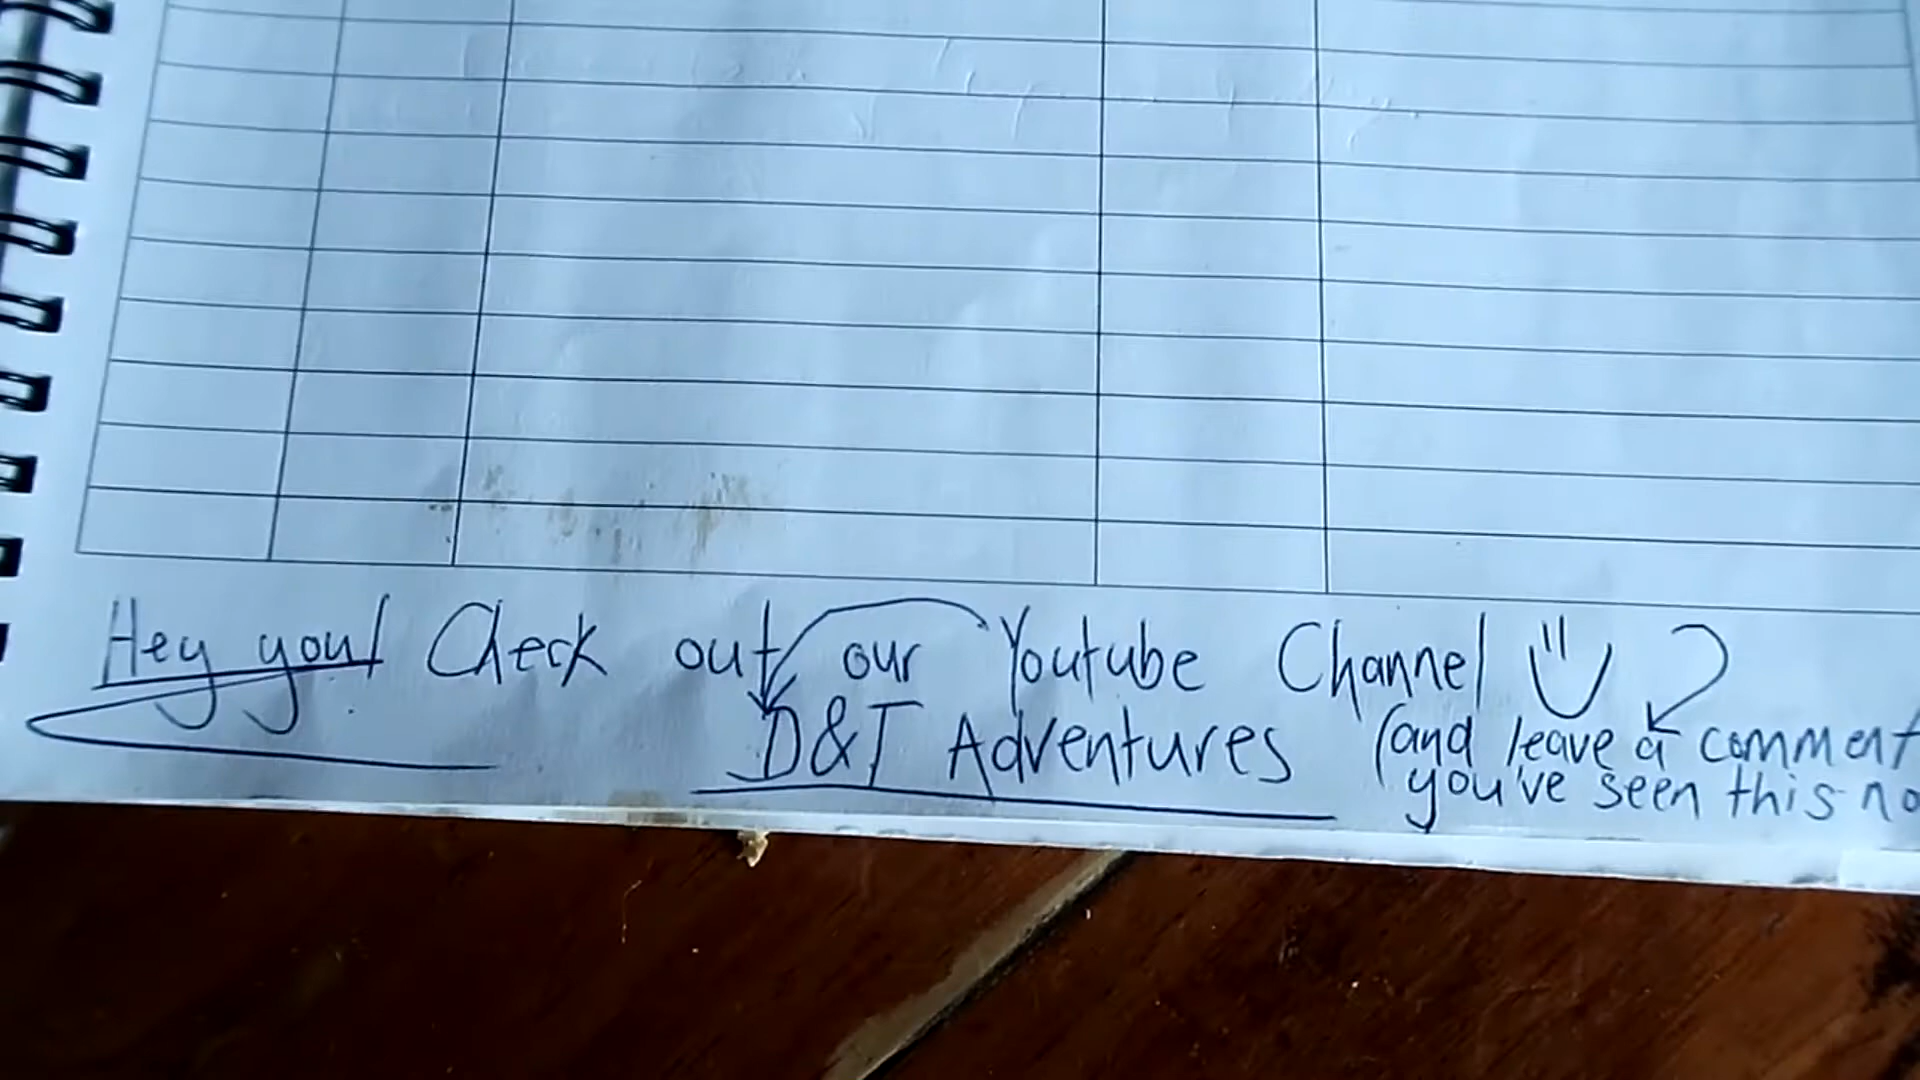 Hey you! Check out our Youtube Channel
D&T Adventures (and leave a comment
you've seen this